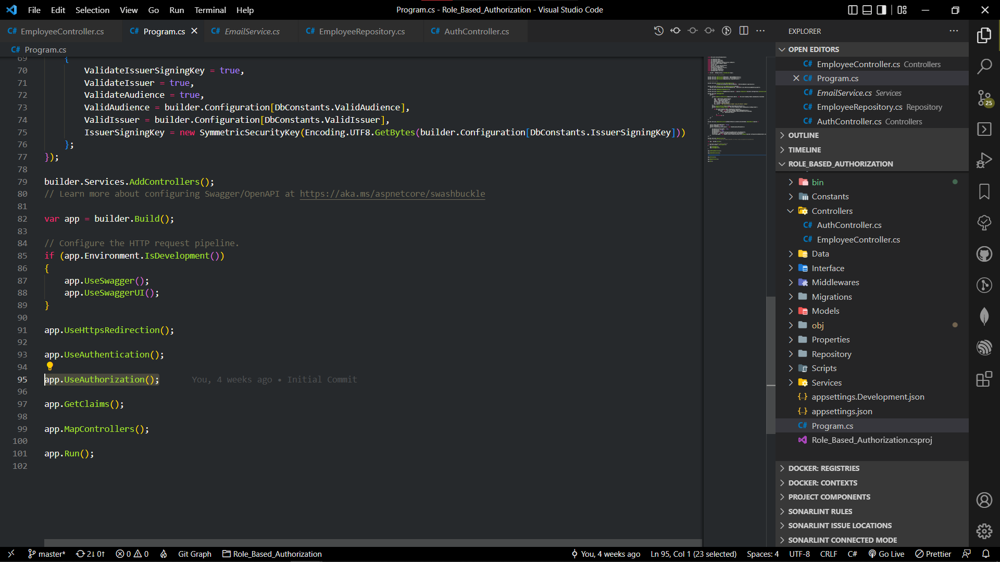 File Edit Selection View Go Run Terminal Help
Program.cs - Role_Based_Authorization - Visual Studio Code
C# EmployeeController.cs
C# Program.cs
C# EmailService.cs
C# EmployeeRepository.cs
C# AuthController.cs
C# Program.cs
69 {
70 ValidateIssuerSigningKey = true,
71 ValidateIssuer = true,
72 ValidateAudience = true,
73 ValidAudience = builder.Configuration[DbConstants.ValidAudience],
74 ValidIssuer = builder.Configuration[DbConstants.ValidIssuer],
75 IssuerSigningKey = new SymmetricSecurityKey(Encoding.UTF8.GetBytes(builder.Configuration[DbConstants.IssuerSigningKey]))
76 };
77 });
78
79 builder.Services.AddControllers();
80 // Learn more about configuring Swagger/OpenAPI at https://aka.ms/aspnetcore/swashbuckle
81
82 var app = builder.Build();
83
84 // Configure the HTTP request pipeline.
85 if (app.Environment.IsDevelopment())
86 {
87 app.UseSwagger();
88 app.UseSwaggerUI();
89 }
90
91 app.UseHttpsRedirection();
92
93 app.UseAuthentication();
94
95 app.UseAuthorization(); You, 4 weeks ago • Initial Commit
96
97 app.GetClaims();
98
99 app.MapControllers();
100
101 app.Run();
102
EXPLORER
OPEN EDITORS
C# EmployeeController.cs Controllers
C# Program.cs
C# EmailService.cs Services
C# EmployeeRepository.cs Repository
C# AuthController.cs Controllers
OUTLINE
TIMELINE
ROLE_BASED_AUTHORIZATION
bin
Constants
Controllers
C# AuthController.cs
C# EmployeeController.cs
Data
Interface
Middlewares
Migrations
Models
obj
Properties
Repository
Scripts
Services
{..} appsettings.Development.json
{..} appsettings.json
C# Program.cs
Role_Based_Authorization.csproj
DOCKER: REGISTRIES
DOCKER: CONTEXTS
PROJECT COMPONENTS
SONARLINT RULES
SONARLINT ISSUE LOCATIONS
SONARLINT CONNECTED MODE
25
master* 2↓ 0↑ 0 0 Git Graph Role_Based_Authorization
You, 4 weeks ago Ln 95, Col 1 (23 selected) Spaces: 4 UTF-8 CRLF C# Go Live Prettier